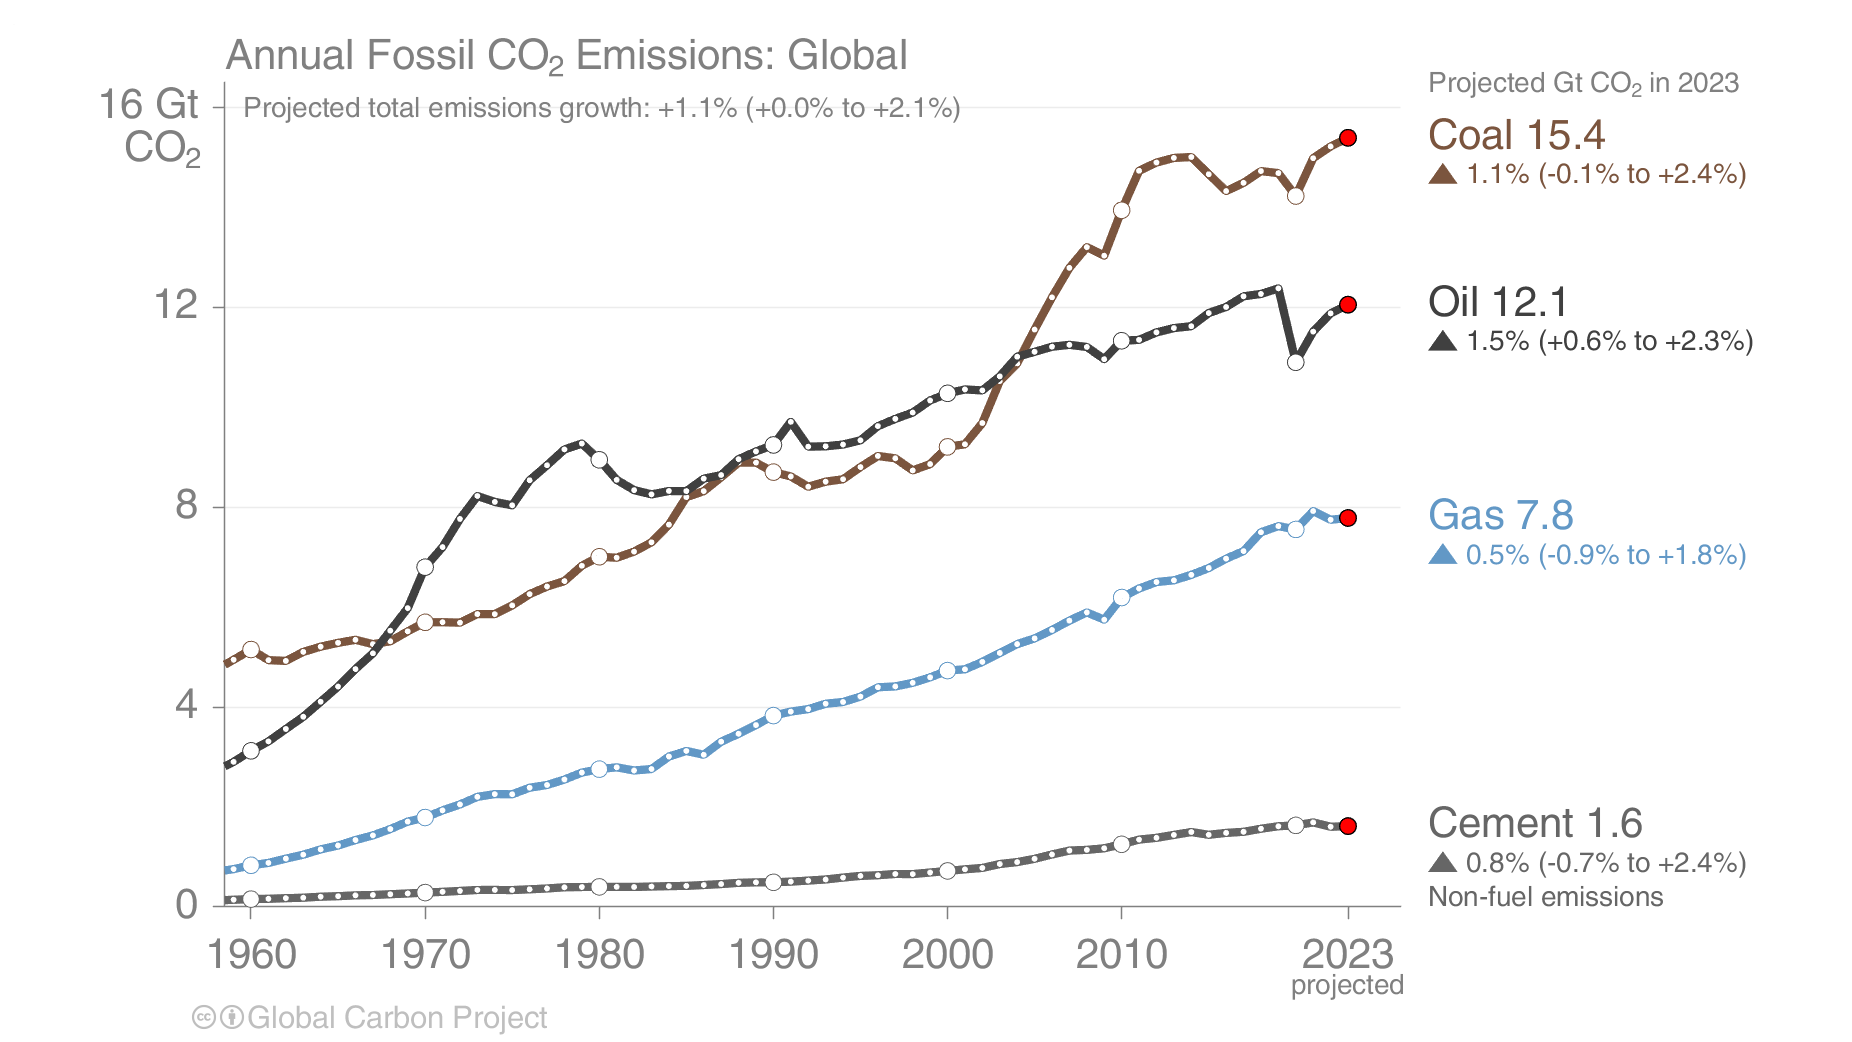 Annual Fossil CO₂ Emissions: Global
Projected total emissions growth: +1.1% (+0.0% to +2.1%)
16 Gt
CO₂
12
8
4
0
1960 1970 1980 1990 2000 2010 2023
projected
Projected Gt CO₂ in 2023
Coal 15.4
▲ 1.1% (-0.1% to +2.4%)
Oil 12.1
▲ 1.5% (+0.6% to +2.3%)
Gas 7.8
▲ 0.5% (-0.9% to +1.8%)
Cement 1.6
▲ 0.8% (-0.7% to +2.4%)
Non-fuel emissions
cc Global Carbon Project